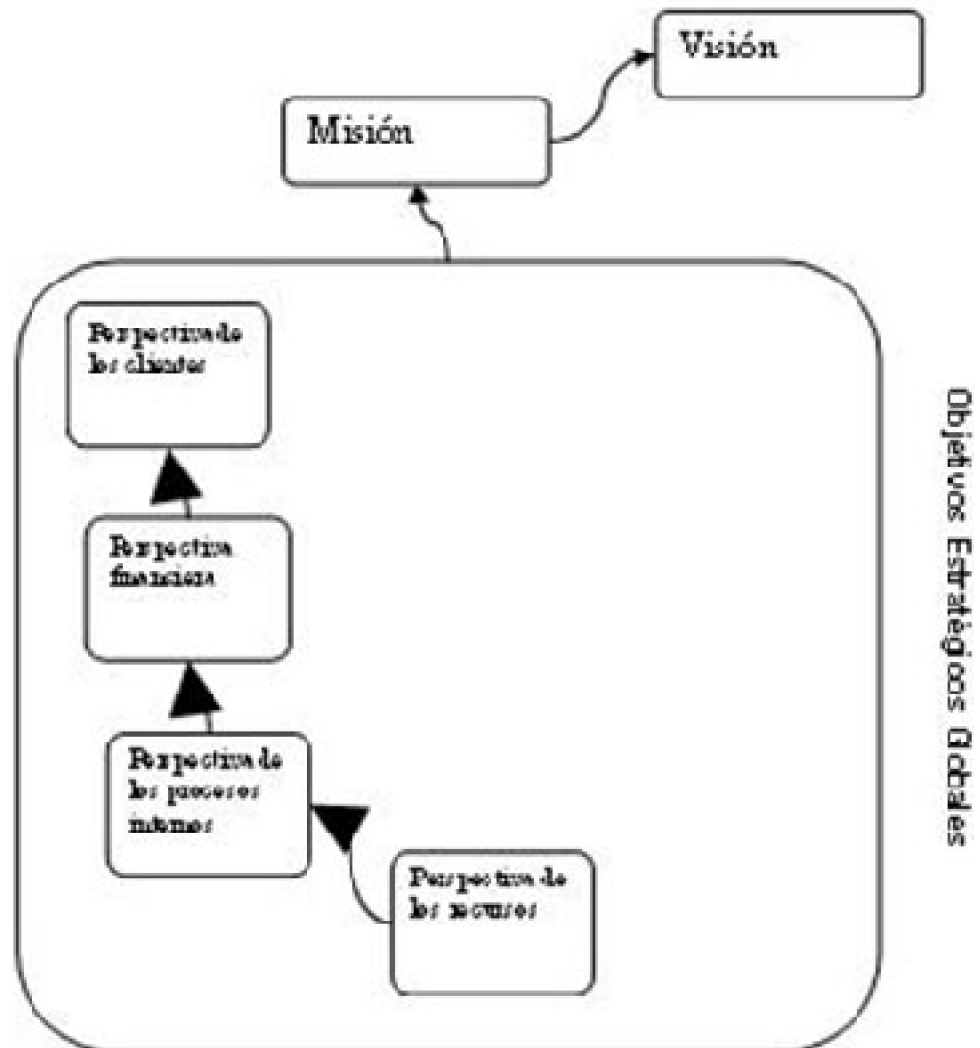 Visión
Misión
Perspectiva de
los clientes
Perspectiva
financiera
Perspectiva de
los procesos
internos
Perspectiva de
los recursos
Objetivos Estratégicos Globales